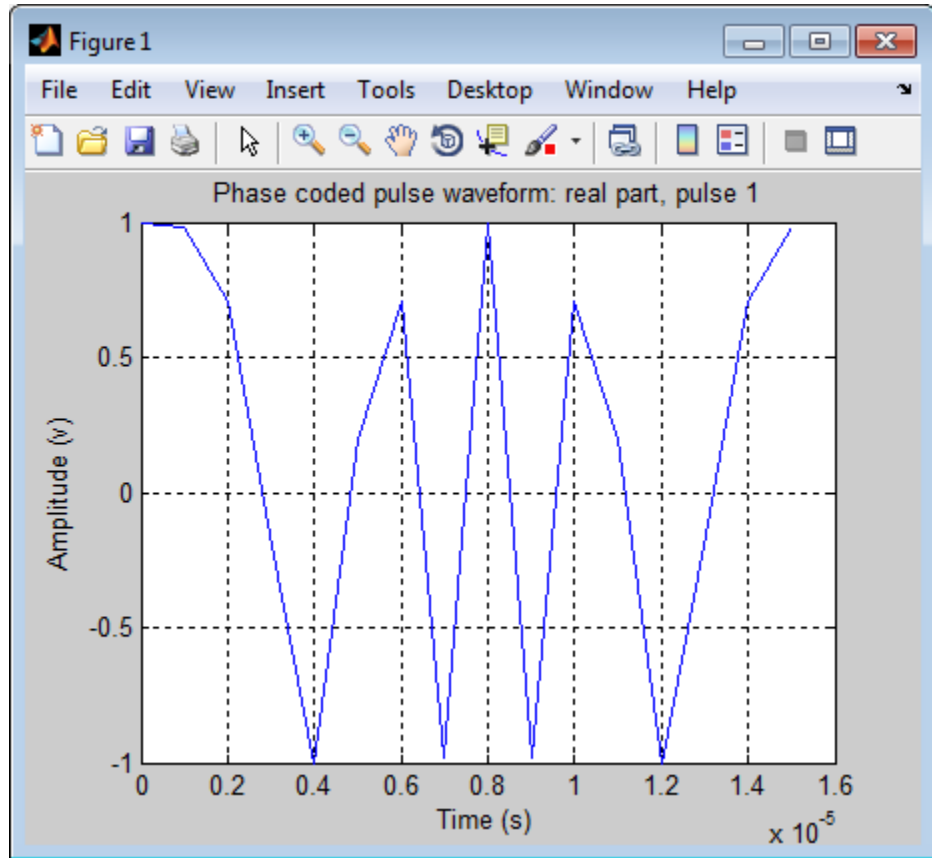 Figure 1
File Edit View Insert Tools Desktop Window Help
Phase coded pulse waveform: real part, pulse 1
1
0.5
0
-0.5
-1
Amplitude (v)
0 0.2 0.4 0.6 0.8 1 1.2 1.4 1.6
Time (s)
x 10^-5